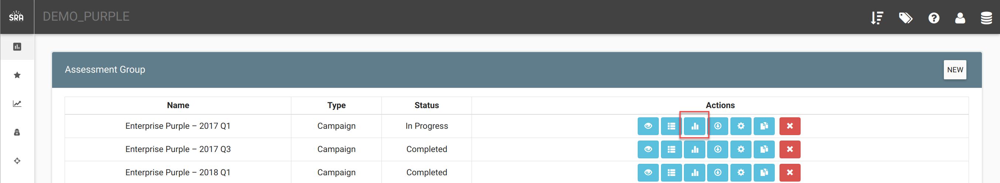 SRA
DEMO_PURPLE
Assessment Group
NEW
Name Type Status Actions
Enterprise Purple – 2017 Q1 Campaign In Progress
Enterprise Purple – 2017 Q3 Campaign Completed
Enterprise Purple – 2018 Q1 Campaign Completed